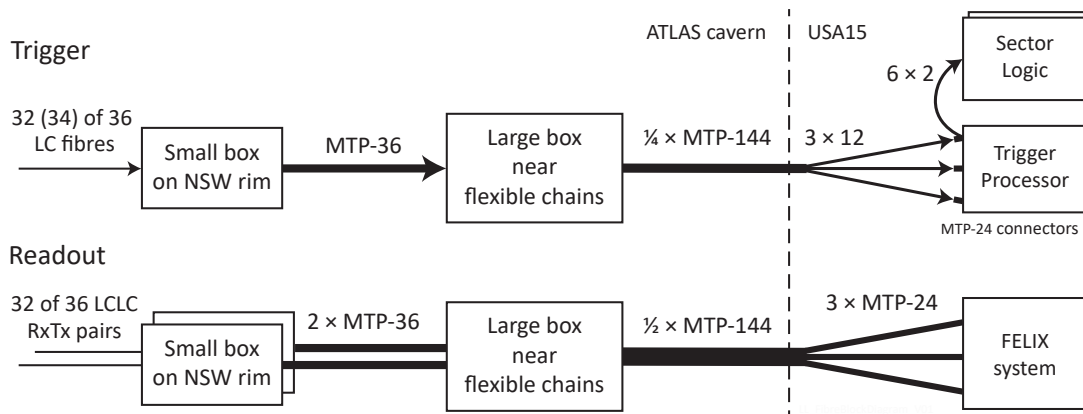 ATLAS cavern
USA15
Trigger
32 (34) of 36
LC fibres
Small box
on NSW rim
MTP-36
Large box
near
flexible chains
¼ × MTP-144
3 × 12
6 × 2
Sector
Logic
Trigger
Processor
MTP-24 connectors
Readout
32 of 36 LCLC
RxTx pairs
Small box
on NSW rim
2 × MTP-36
Large box
near
flexible chains
½ × MTP-144
3 × MTP-24
FELIX
system